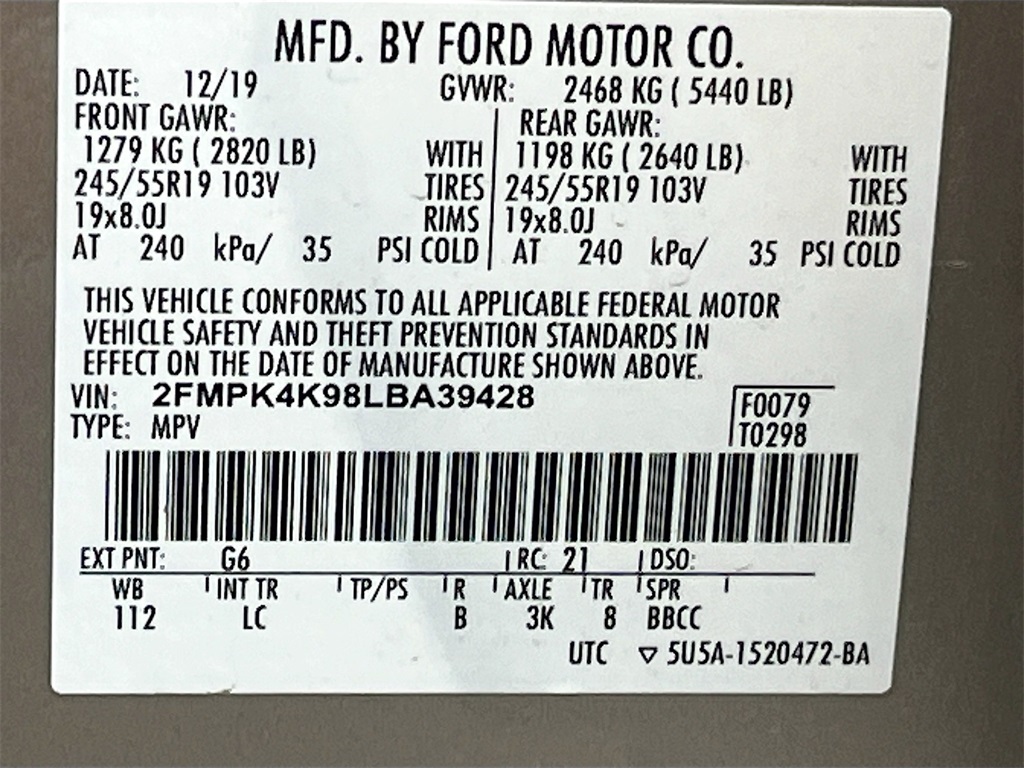 MFD. BY FORD MOTOR CO.
DATE: 12/19 GVWR: 2468 KG ( 5440 LB)
FRONT GAWR: REAR GAWR:
1279 KG ( 2820 LB) WITH 1198 KG ( 2640 LB) WITH
245/55R19 103V TIRES 245/55R19 103V TIRES
19x8.0J RIMS 19x8.0J RIMS
AT 240 kPa/ 35 PSI COLD AT 240 kPa/ 35 PSI COLD
THIS VEHICLE CONFORMS TO ALL APPLICABLE FEDERAL MOTOR
VEHICLE SAFETY AND THEFT PREVENTION STANDARDS IN
EFFECT ON THE DATE OF MANUFACTURE SHOWN ABOVE.
VIN: 2FMPK4K98LBA39428 F0079
TYPE: MPV T0298
EXT PNT: G6 RC: 21 DSO:
WB INT TR TP/PS R AXLE TR SPR
112 LC B 3K 8 BBCC
UTC ▽ 5U5A-1520472-BA